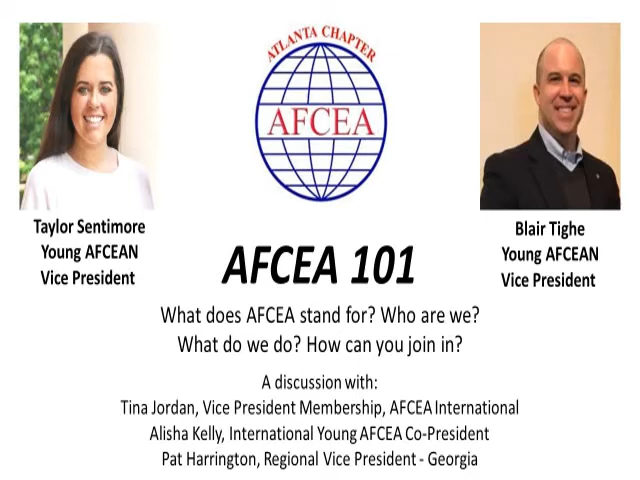 ATLANTA CHAPTER
AFCEA
Taylor Sentimore
Young AFCEAN
Vice President
Blair Tighe
Young AFCEAN
Vice President
AFCEA 101
What does AFCEA stand for? Who are we?
What do we do? How can you join in?
A discussion with:
Tina Jordan, Vice President Membership, AFCEA International
Alisha Kelly, International Young AFCEA Co-President
Pat Harrington, Regional Vice President - Georgia